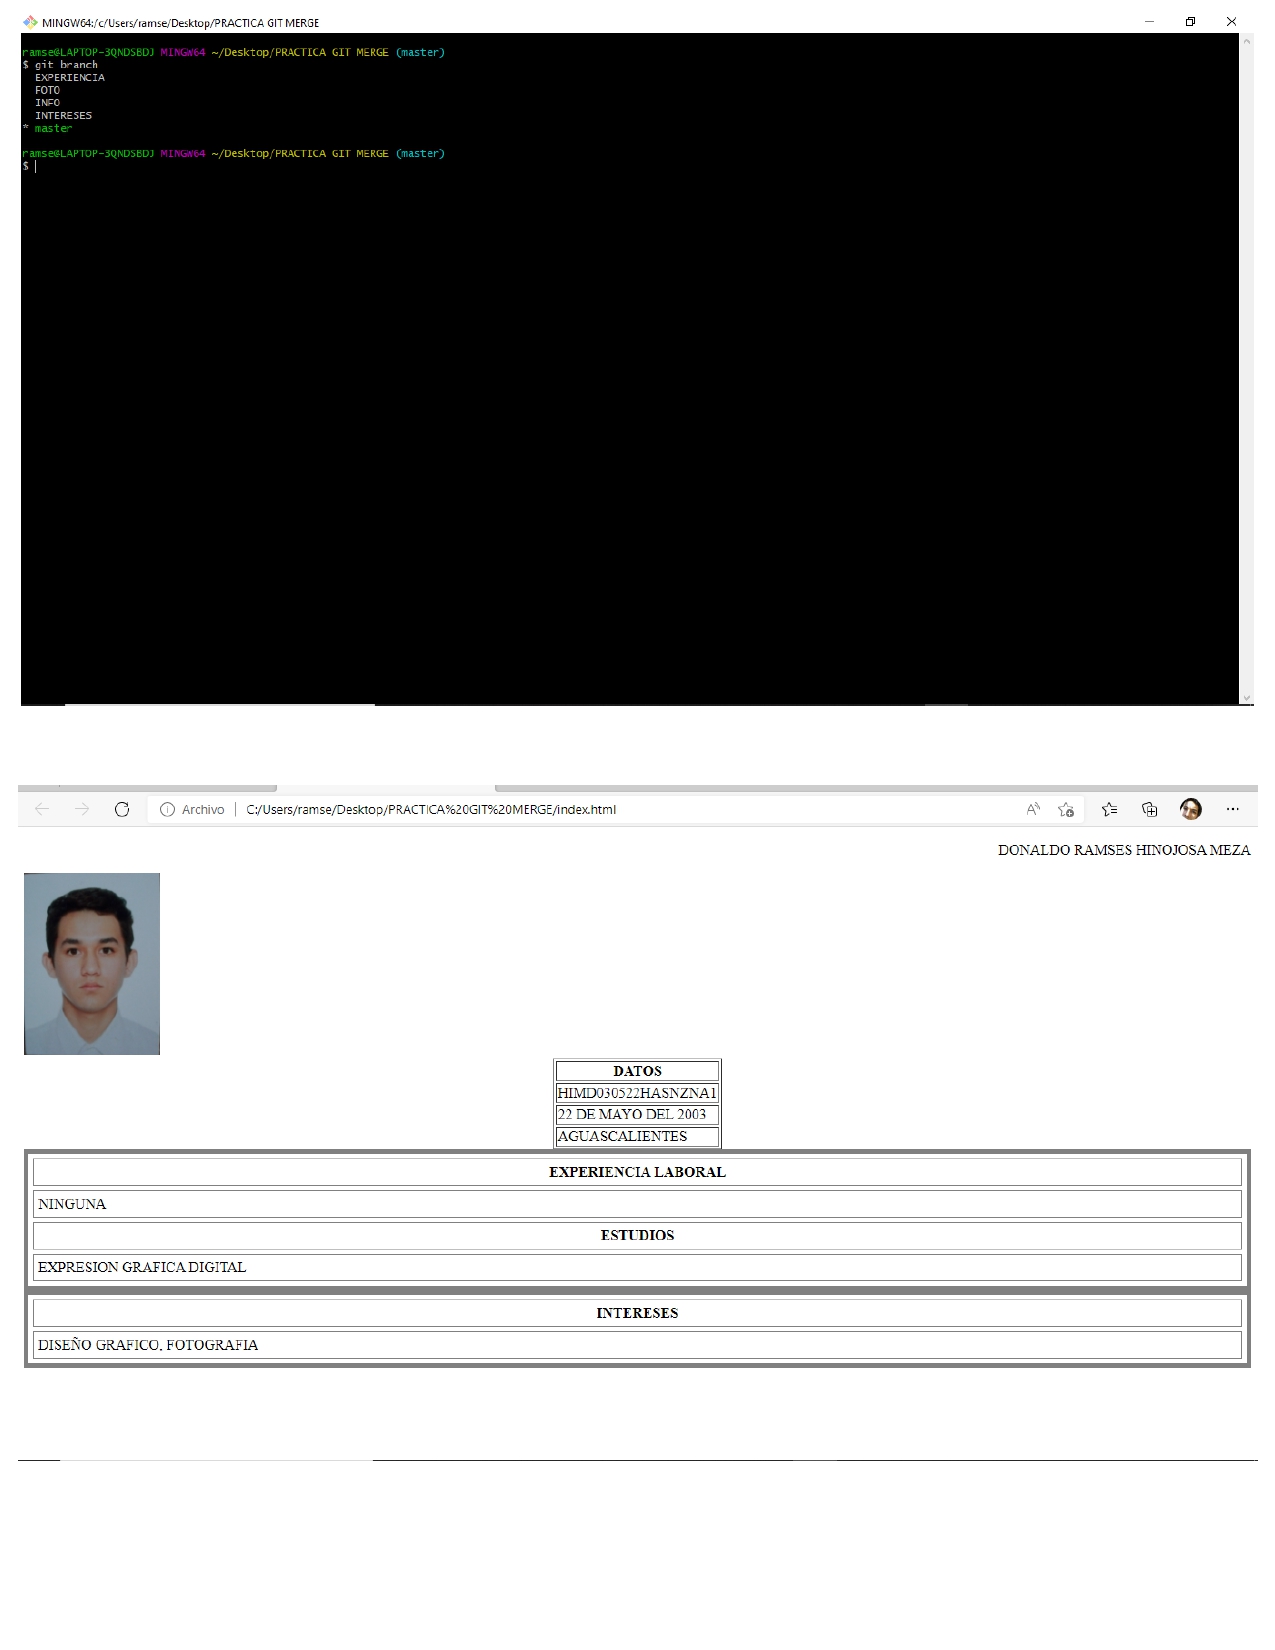 MINGW64:/c/Users/ramse/Desktop/PRACTICA GIT MERGE
ramse@LAPTOP-3QNDSBDJ MINGW64 ~/Desktop/PRACTICA GIT MERGE (master)
$ git branch
EXPERIENCIA
FOTO
INFO
INTERESES
* master
ramse@LAPTOP-3QNDSBDJ MINGW64 ~/Desktop/PRACTICA GIT MERGE (master)
$
Archivo | C:/Users/ramse/Desktop/PRACTICA%20GIT%20MERGE/index.html
DONALDO RAMSES HINOJOSA MEZA
DATOS
HIMD030522HASNZNA1
22 DE MAYO DEL 2003
AGUASCALIENTES
EXPERIENCIA LABORAL
NINGUNA
ESTUDIOS
EXPRESION GRAFICA DIGITAL
INTERESES
DISEÑO GRAFICO, FOTOGRAFIA